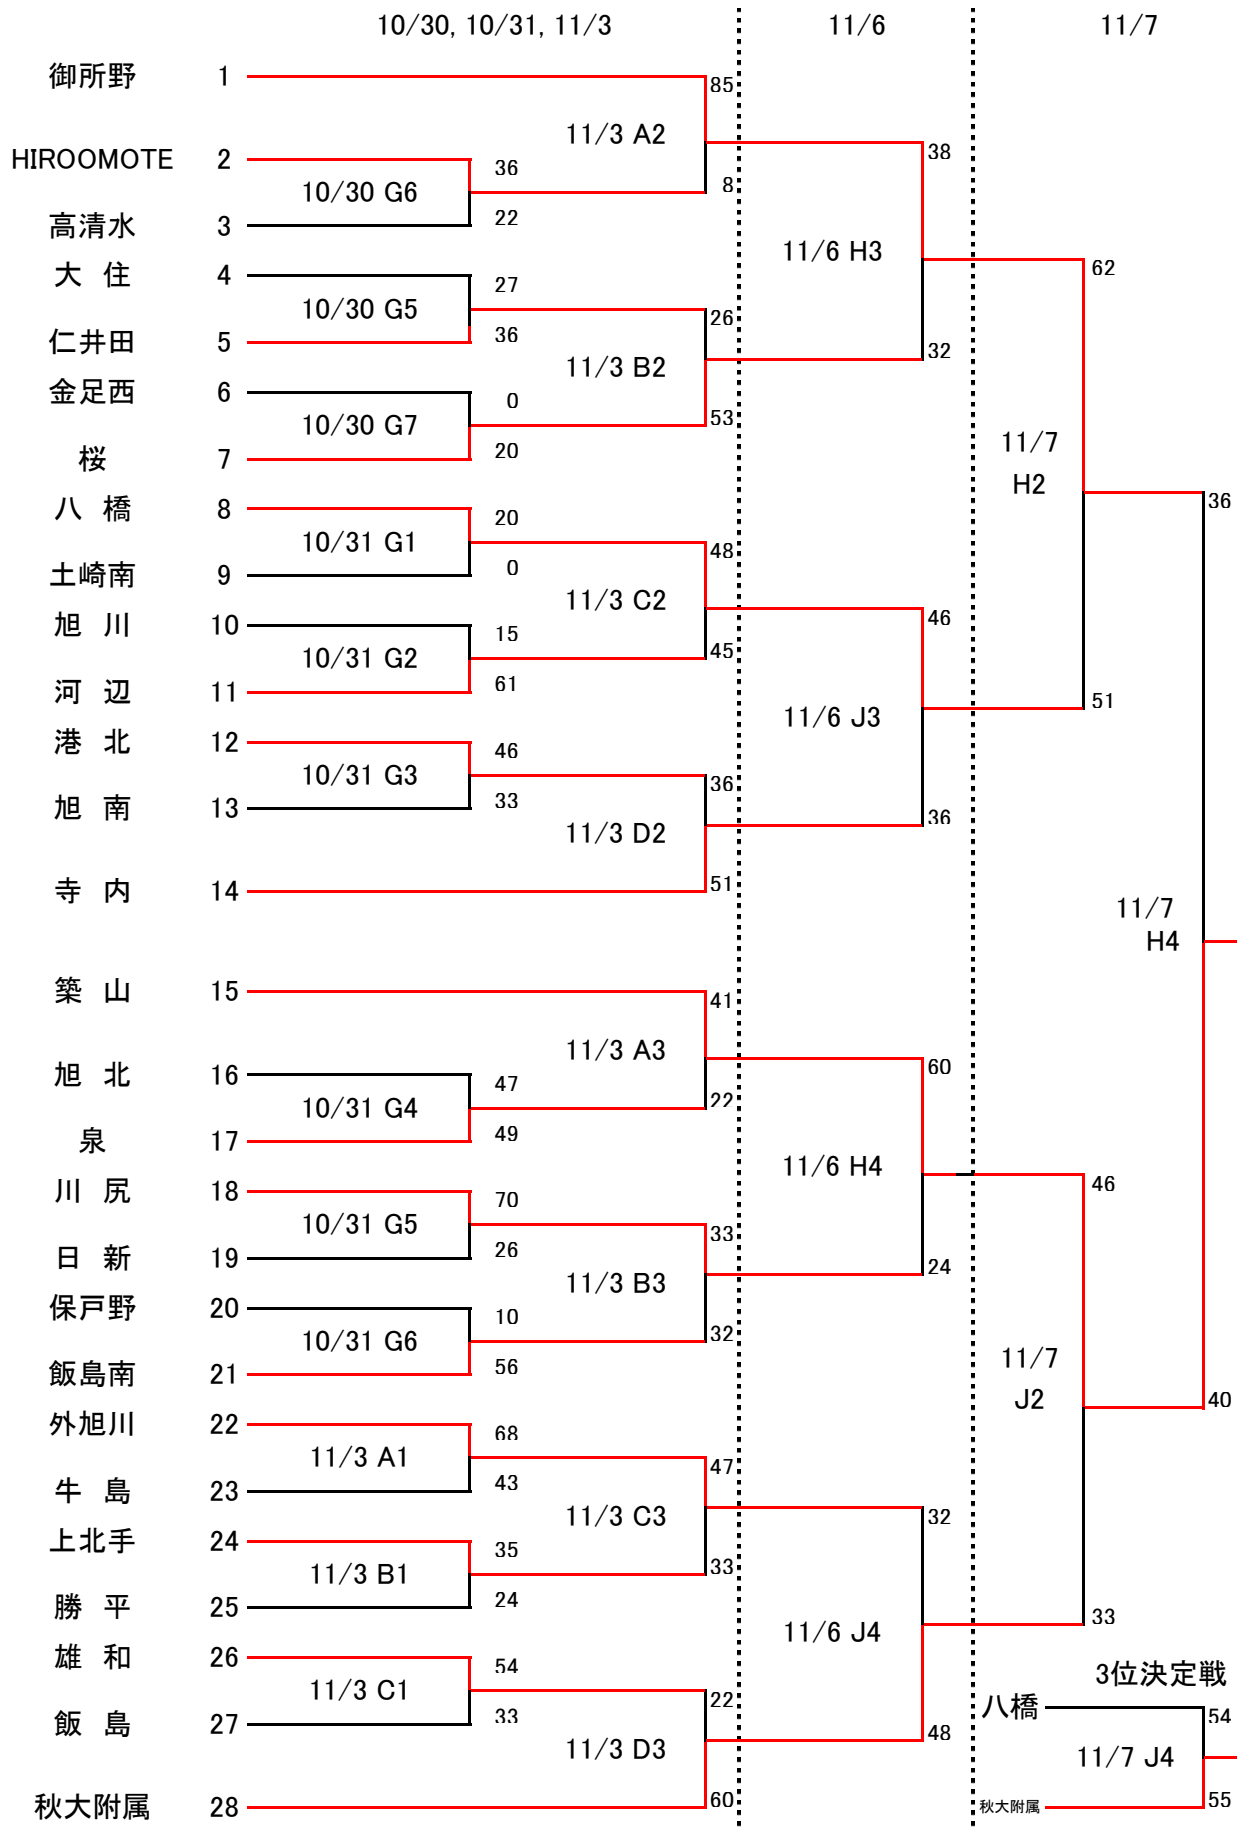 10/30, 10/31, 11/3 11/6 11/7
御所野 1 85
11/3 A2
HIROOMOTE 2 36 38
10/30 G6 8
高清水 3 22
11/6 H3
大 住 4 27 62
10/30 G5 26
仁井田 5 36 32
11/3 B2
金足西 6 0
10/30 G7 53
桜 7 20
11/7
H2
八 橋 8 20 36
10/31 G1 48
土崎南 9 0
11/3 C2
旭 川 10 15 46
10/31 G2 45
河 辺 11 61 51
11/6 J3
港 北 12 46
10/31 G3 36
旭 南 13 33 36
11/3 D2
寺 内 14 51
11/7
H4
築 山 15 41
11/3 A3
旭 北 16 47 60
10/31 G4 22
泉 17 49
11/6 H4
川 尻 18 70 46
10/31 G5 33
日 新 19 26 24
11/3 B3
保戸野 20 10
10/31 G6 32
飯島南 21 56
11/7
J2
外旭川 22 68 40
11/3 A1 47
牛 島 23 43
11/3 C3
上北手 24 35 32
11/3 B1 33
勝 平 25 24 33
11/6 J4
雄 和 26 54
11/3 C1 22
飯 島 27 33 48
11/3 D3
秋大附属 28 60
3位決定戦
八橋 54
11/7 J4
秋大附属 55